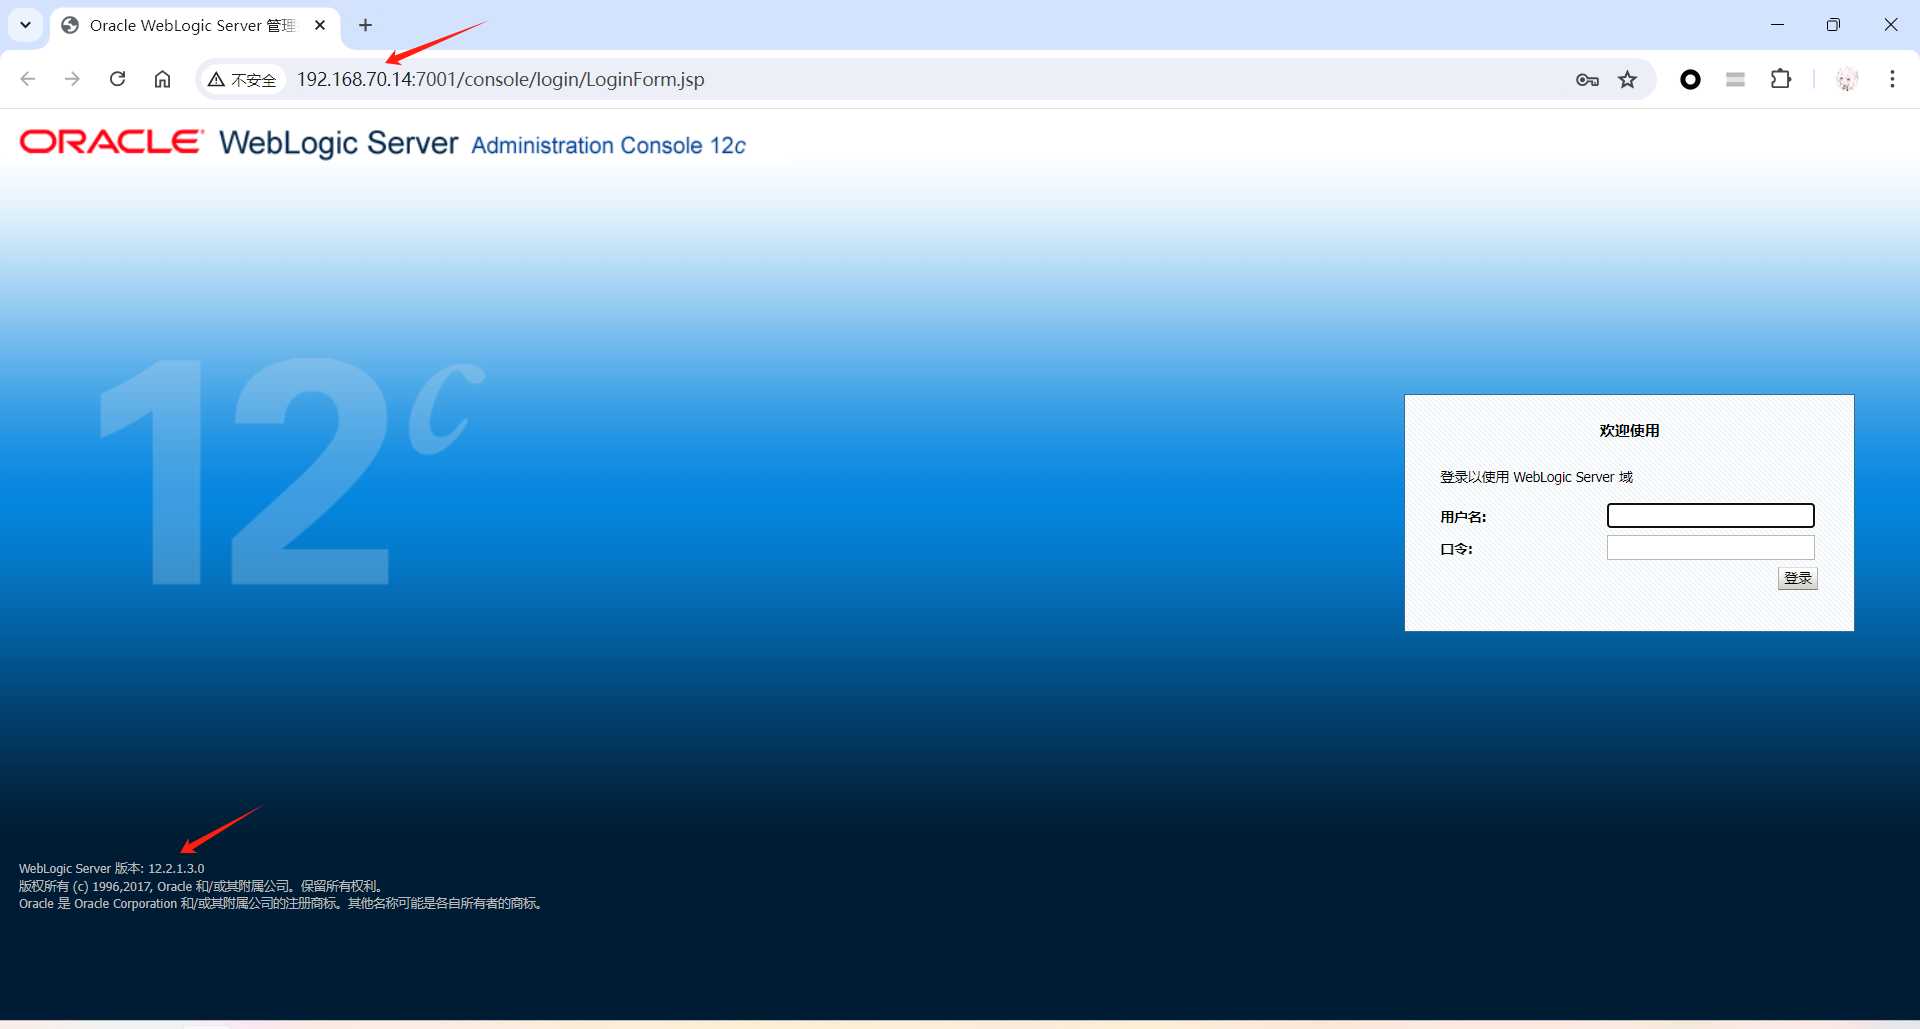 Oracle WebLogic Server 管理
不安全
192.168.70.14:7001/console/login/LoginForm.jsp
ORACLE WebLogic Server Administration Console 12c
12c
欢迎使用
登录以使用 WebLogic Server 域
用户名:
口令:
登录
WebLogic Server 版本: 12.2.1.3.0
版权所有 (c) 1996,2017, Oracle 和/或其附属公司。保留所有权利。
Oracle 是 Oracle Corporation 和/或其附属公司的注册商标。其他名称可能是各自所有者的商标。